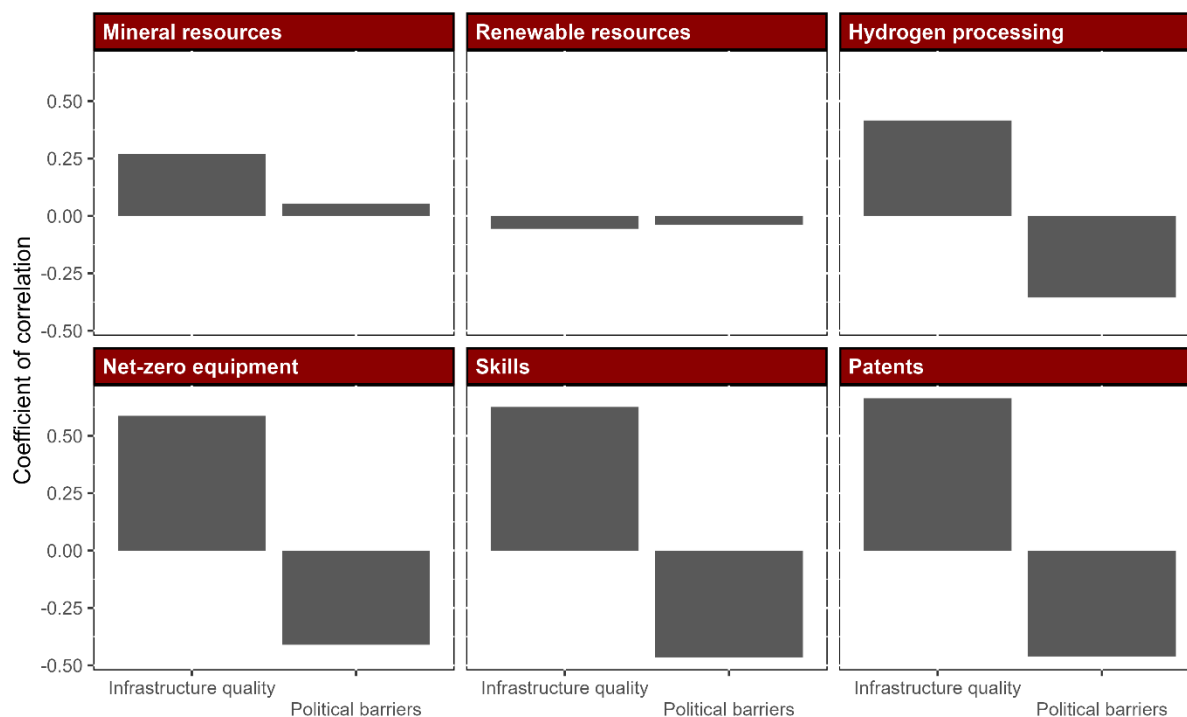 Mineral resources
Renewable resources
Hydrogen processing
0.50
0.25
0.00
-0.25
-0.50
Net-zero equipment
Skills
Patents
0.50
0.25
0.00
-0.25
-0.50
Coefficient of correlation
Infrastructure quality
Political barriers
Infrastructure quality
Political barriers
Infrastructure quality
Political barriers